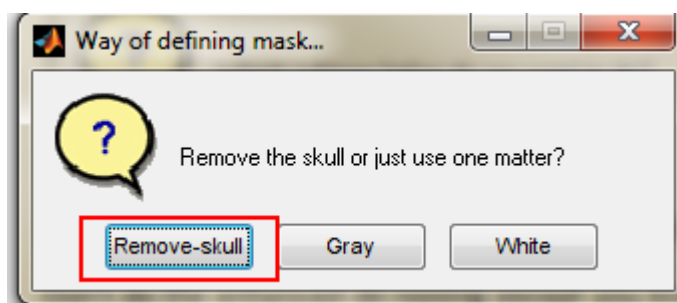 Way of defining mask...
?
Remove the skull or just use one matter?
Remove-skull Gray White